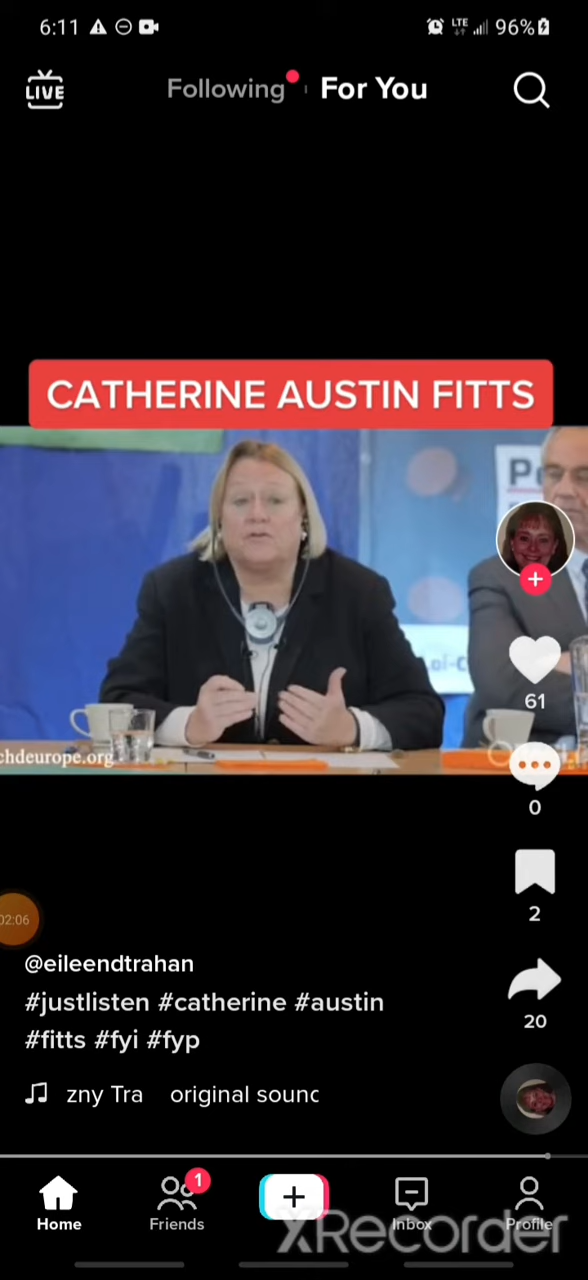 6:11
LTE
96%
LIVE
Following
For You
CATHERINE AUSTIN FITTS
61
chdeurope.org
0
2
02:06
@eileendtrahan
#justlisten #catherine #austin
20
#fitts #fyi #fyp
zny Tra original sounc
1
Home
Friends
Inbox
Profile
XRecorder